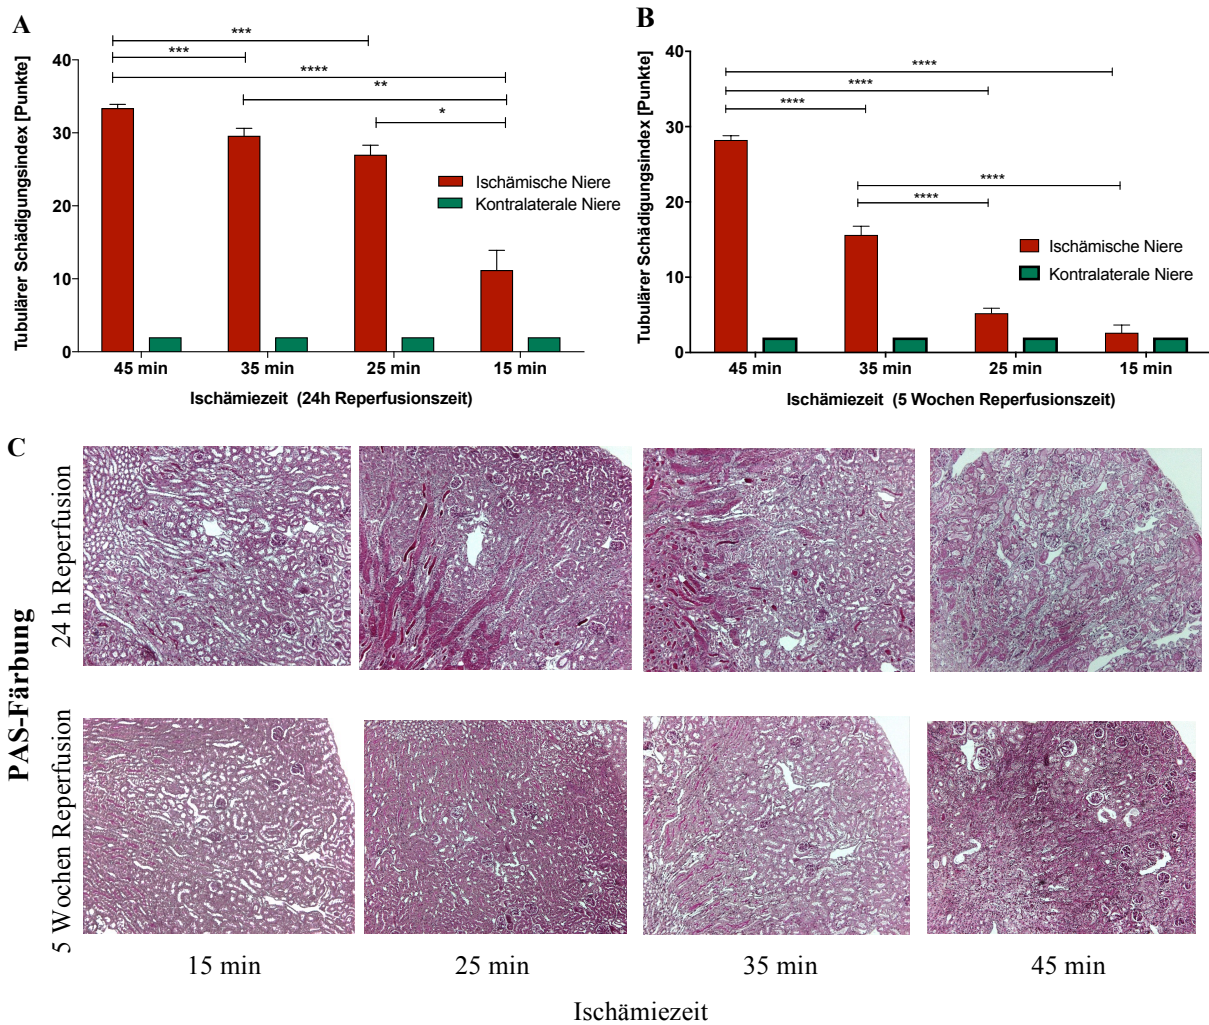 A
***
***
****
**
*
Tubulärer Schädigungsindex [Punkte]
40
30
20
10
0
Ischämische Niere
Kontralaterale Niere
45 min 35 min 25 min 15 min
Ischämiezeit (24h Reperfusionszeit)
B
****
****
****
****
****
Tubulärer Schädigungsindex [Punkte]
40
30
20
10
0
Ischämische Niere
Kontralaterale Niere
45 min 35 min 25 min 15 min
Ischämiezeit (5 Wochen Reperfusionszeit)
C
PAS-Färbung
24 h Reperfusion
5 Wochen Reperfusion
15 min 25 min 35 min 45 min
Ischämiezeit